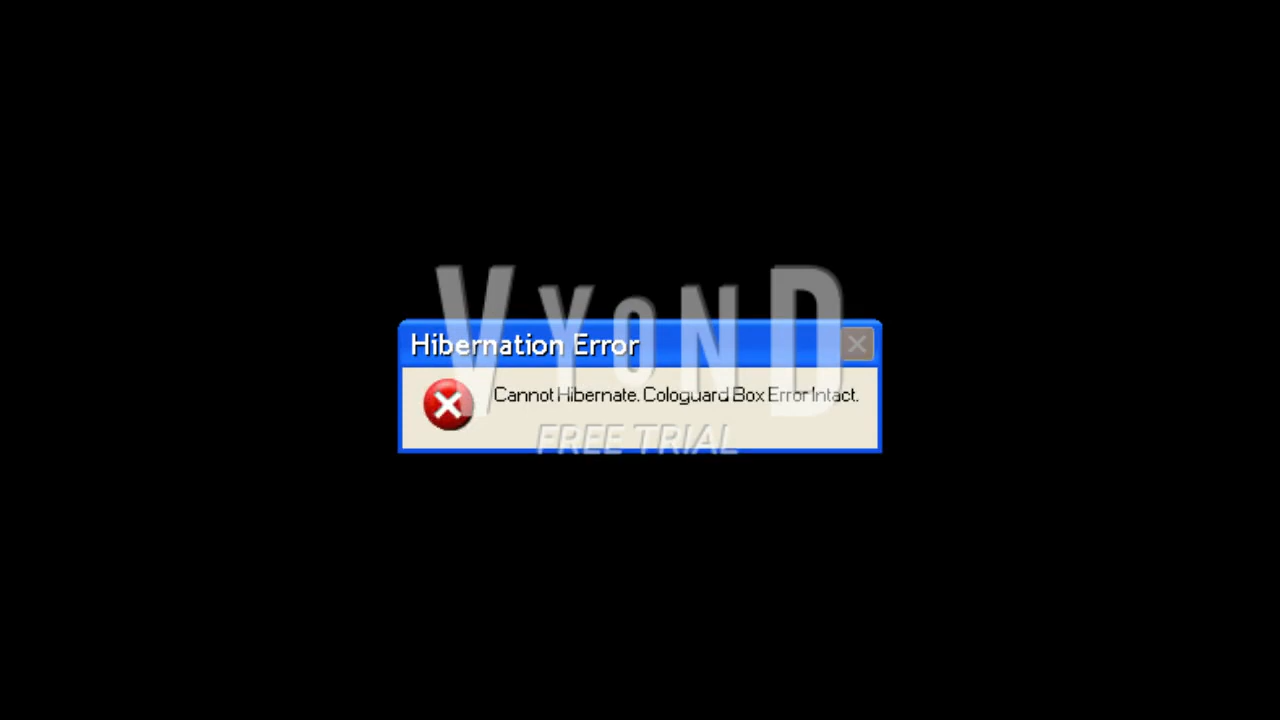 VYOND
Hibernation Error
Cannot Hibernate. Cologuard Box Error Intact.
FREE TRIAL